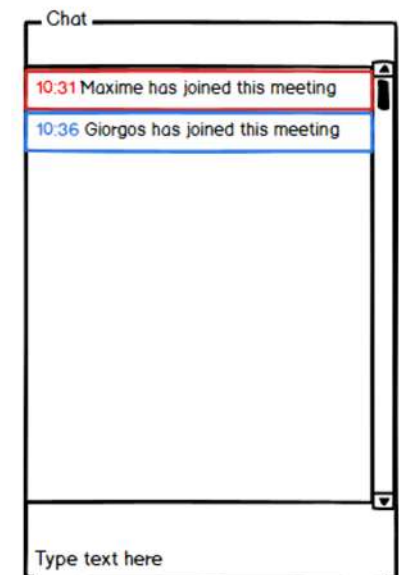 Chat
10:31 Maxime has joined this meeting
10:36 Giorgos has joined this meeting
Type text here